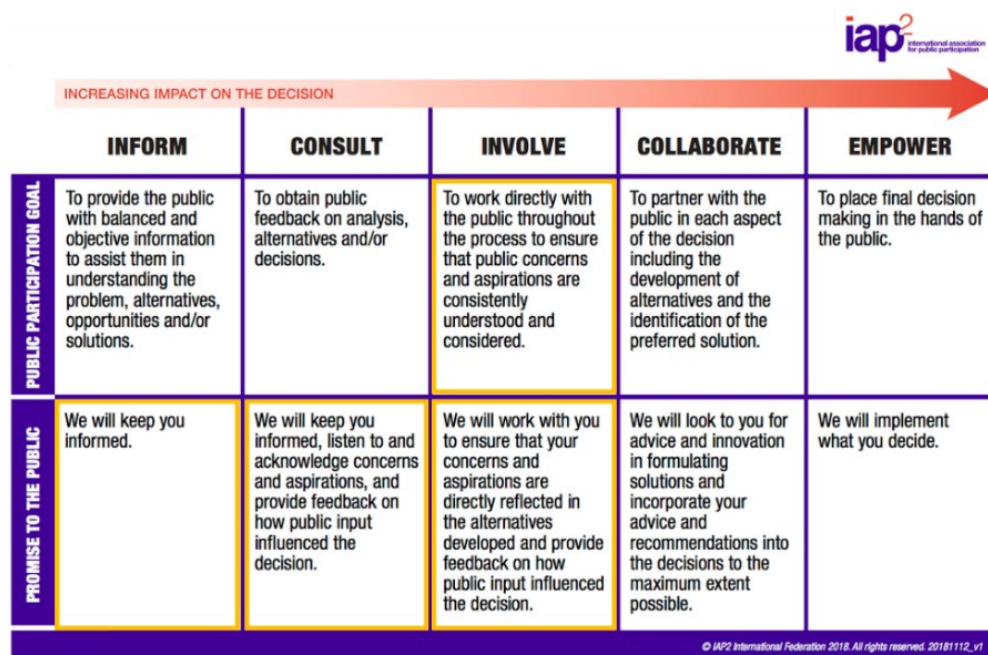 iap2 international association
for public participation
INCREASING IMPACT ON THE DECISION
INFORM
CONSULT
INVOLVE
COLLABORATE
EMPOWER
PUBLIC PARTICIPATION GOAL
To provide the public
with balanced and
objective information
to assist them in
understanding the
problem, alternatives,
opportunities and/or
solutions.
To obtain public
feedback on analysis,
alternatives and/or
decisions.
To work directly with
the public throughout
the process to ensure
that public concerns
and aspirations are
consistently
understood and
considered.
To partner with the
public in each aspect
of the decision
including the
development of
alternatives and the
identification of the
preferred solution.
To place final decision
making in the hands of
the public.
PROMISE TO THE PUBLIC
We will keep you
informed.
We will keep you
informed, listen to and
acknowledge concerns
and aspirations, and
provide feedback on
how public input
influenced the
decision.
We will work with you
to ensure that your
concerns and
aspirations are
directly reflected in
the alternatives
developed and provide
feedback on how
public input influenced
the decision.
We will look to you for
advice and innovation
in formulating
solutions and
incorporate your
advice and
recommendations into
the decisions to the
maximum extent
possible.
We will implement
what you decide.
© IAP2 International Federation 2018. All rights reserved. 20181112_v1